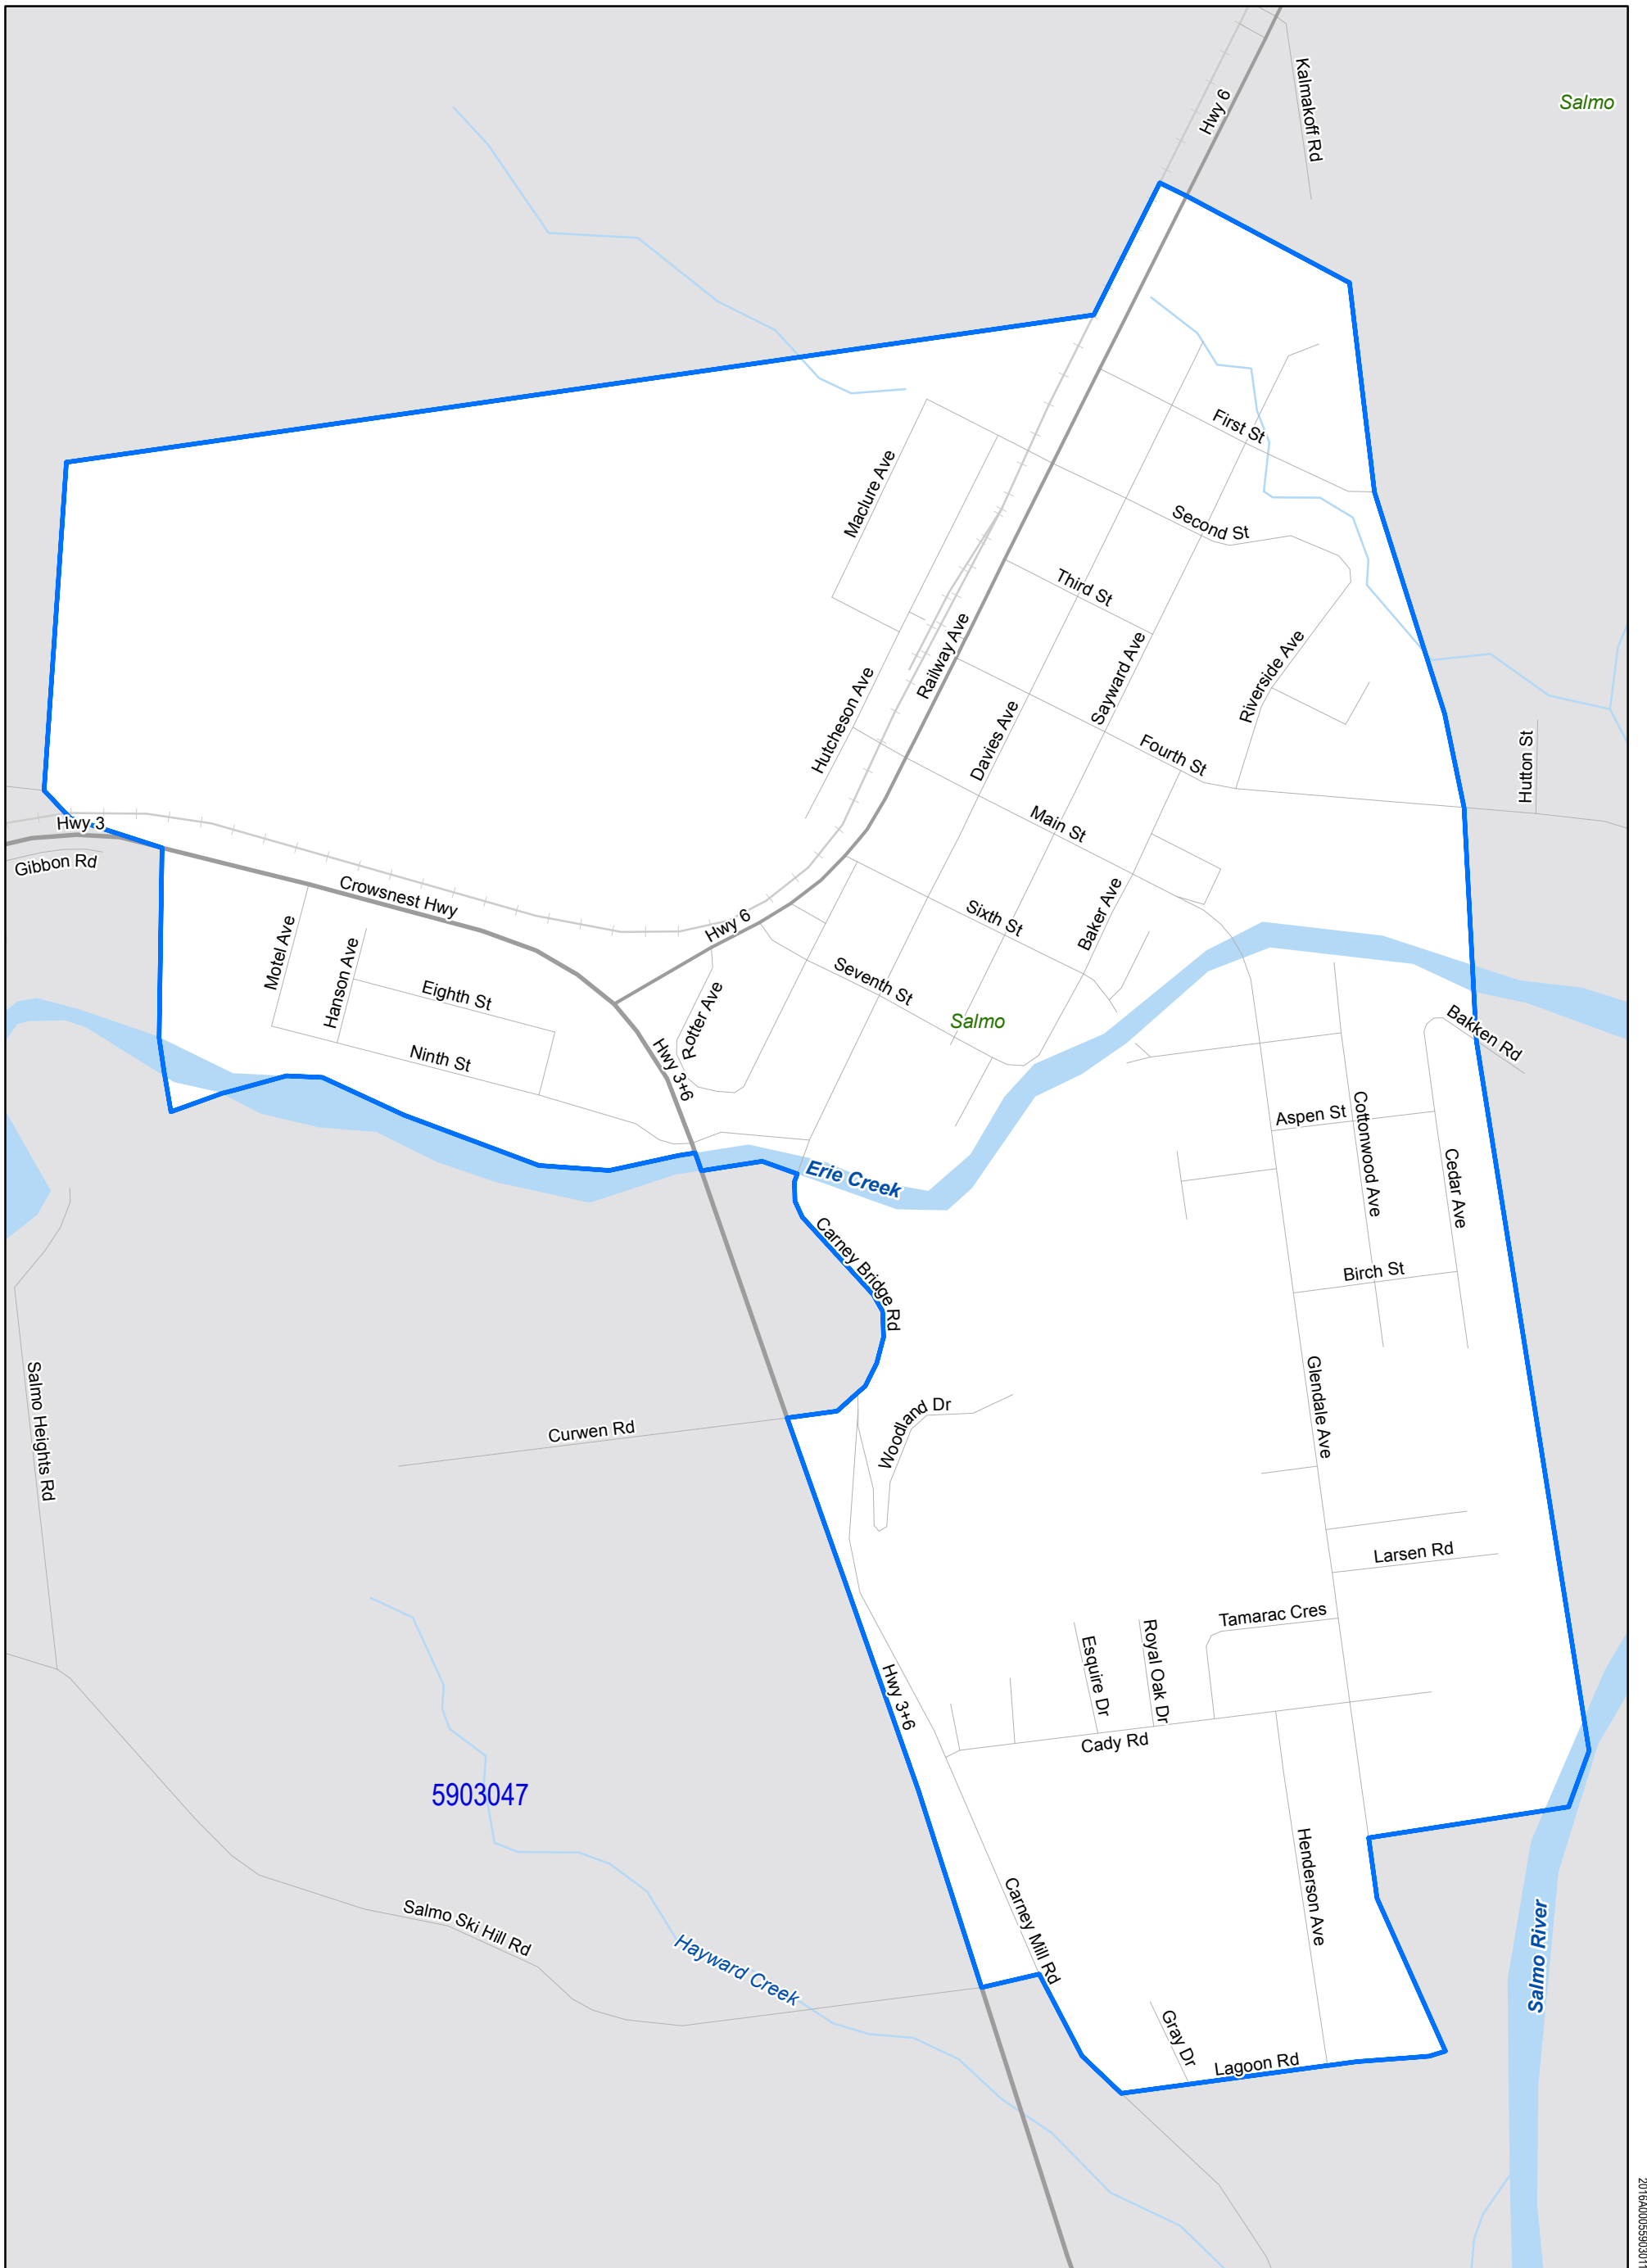 Kalmakoff Rd
Salmo
Hwy 6
First St
Maclure Ave
Second St
Third St
Railway Ave
Sayward Ave
Riverside Ave
Hutcheson Ave
Davies Ave
Fourth St
Hutton St
Hwy 3
Main St
Gibbon Rd
Crowsnest Hwy
Hwy 6
Sixth St
Baker Ave
Motel Ave
Hanson Ave
Eighth St
Seventh St
Rotter Ave
Salmo
Bakken Rd
Ninth St
Hwy 3+6
Aspen St
Cottonwood Ave
Cedar Ave
Erie Creek
Carney Bridge Rd
Birch St
Salmo Heights Rd
Glendale Ave
Woodland Dr
Curwen Rd
Larsen Rd
Tamarac Cres
Esquire Dr
Royal Oak Dr
Hwy 3+6
Cady Rd
5903047
Henderson Ave
Carney Mill Rd
Salmo Ski Hill Rd
Hayward Creek
Salmo River
Gray Dr
Lagoon Rd